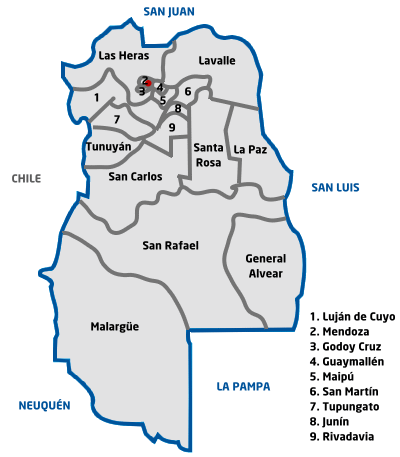 SAN JUAN
Las Heras
Lavalle
2
3
4
5
6
1
7
8
9
Tunuyán
Santa
Rosa
La Paz
CHILE
San Carlos
SAN LUIS
San Rafael
General
Alvear
Malargüe
1. Luján de Cuyo
2. Mendoza
3. Godoy Cruz
4. Guaymallén
5. Maipú
6. San Martín
7. Tupungato
8. Junín
9. Rivadavia
LA PAMPA
NEUQUÉN